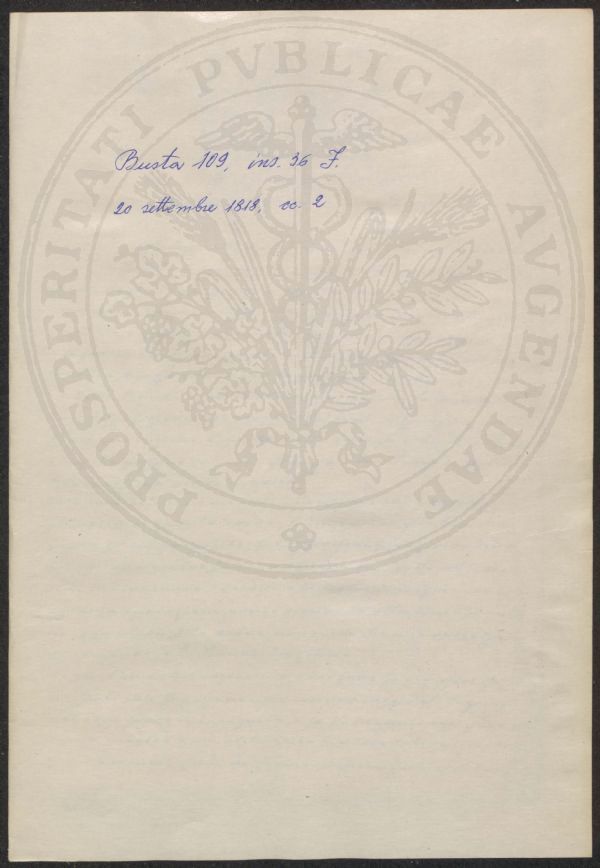 Busta 109, ins. 36 F.
20 settembre 1818, cc. 2
PROSPERITATI PVBLICAE AVGENDAE